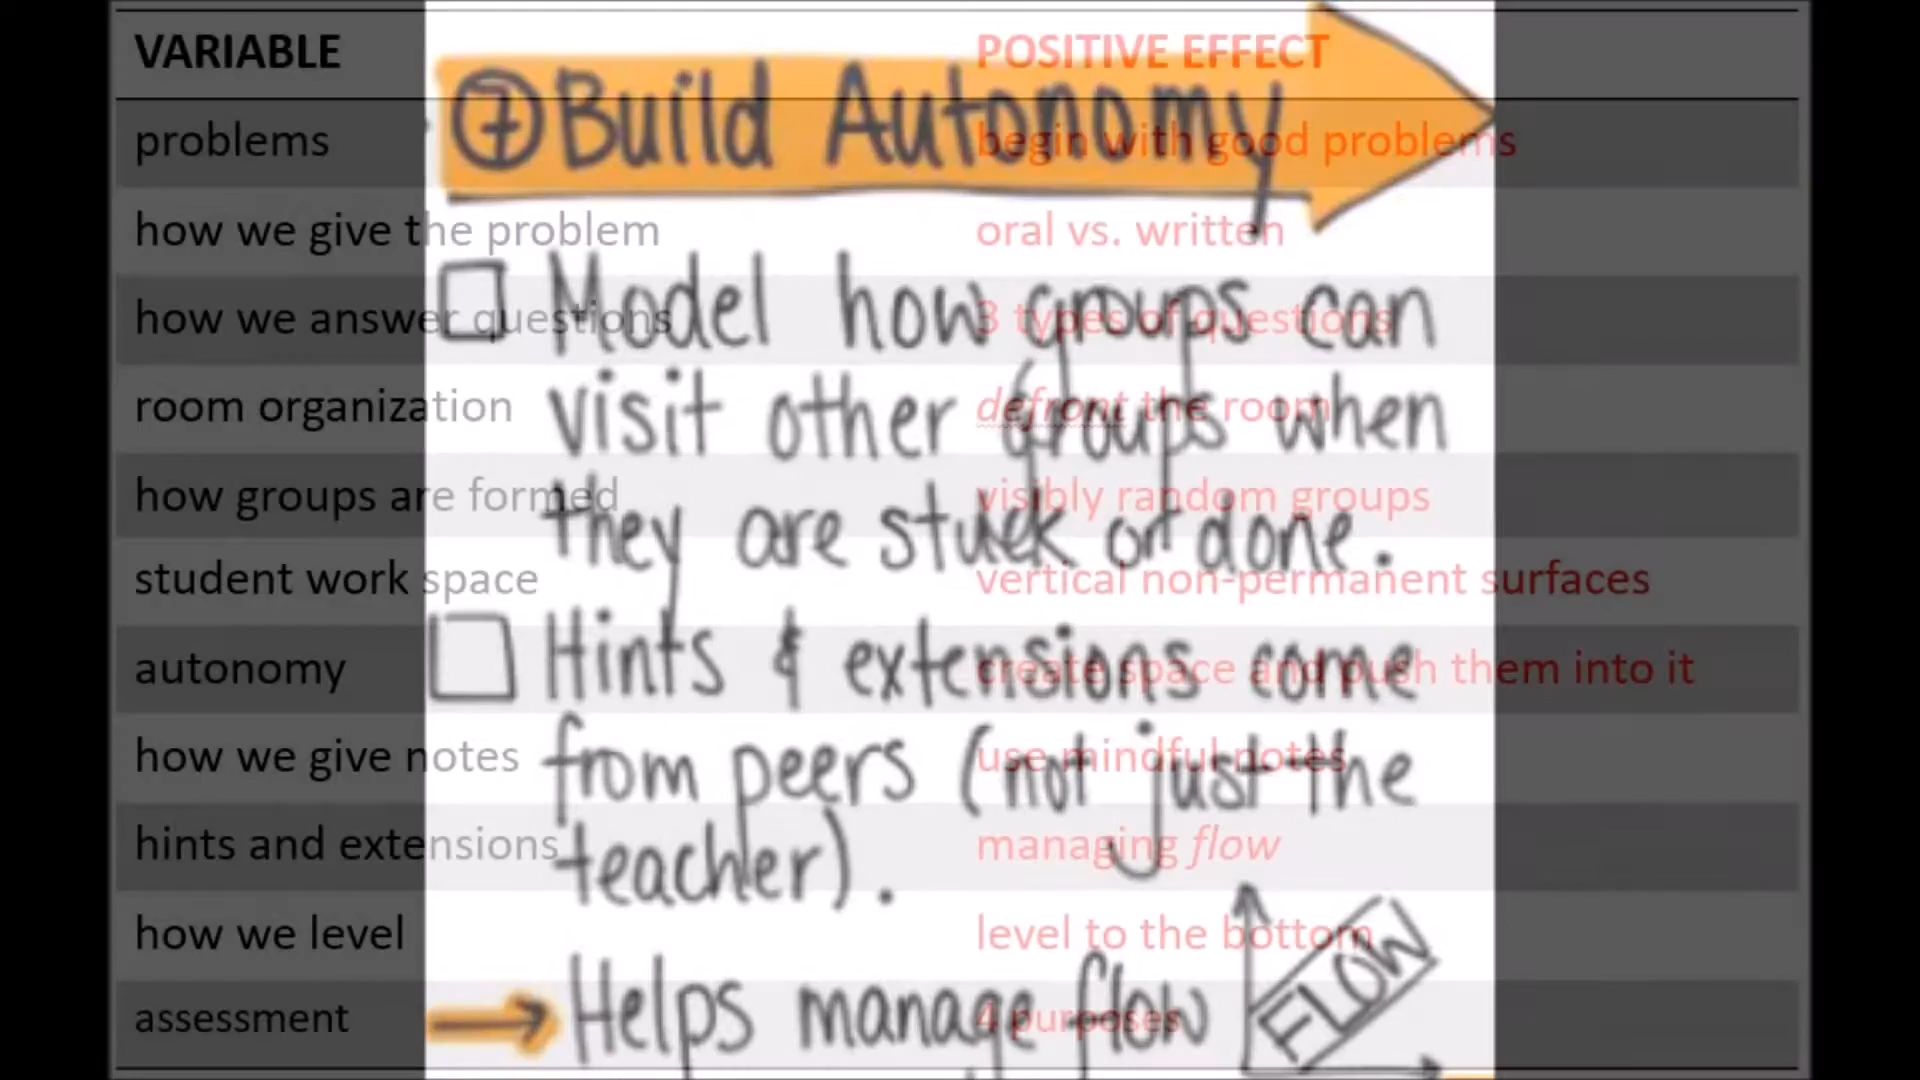 VARIABLE POSITIVE EFFECT
problems begin with good problems
how we give the problem oral vs. written
how we answer questions 3 types of questions
room organization defront the room
how groups are formed visibly random groups
student work space vertical non-permanent surfaces
autonomy create space and push them into it
how we give notes use mindful notes
hints and extensions managing flow
how we level level to the bottom
assessment 4 purposes
7 Build Autonomy
Model how groups can
visit other groups when
they are stuck or done.
Hints & extensions come
from peers (not just the
teacher).
Helps manage flow
FLOW